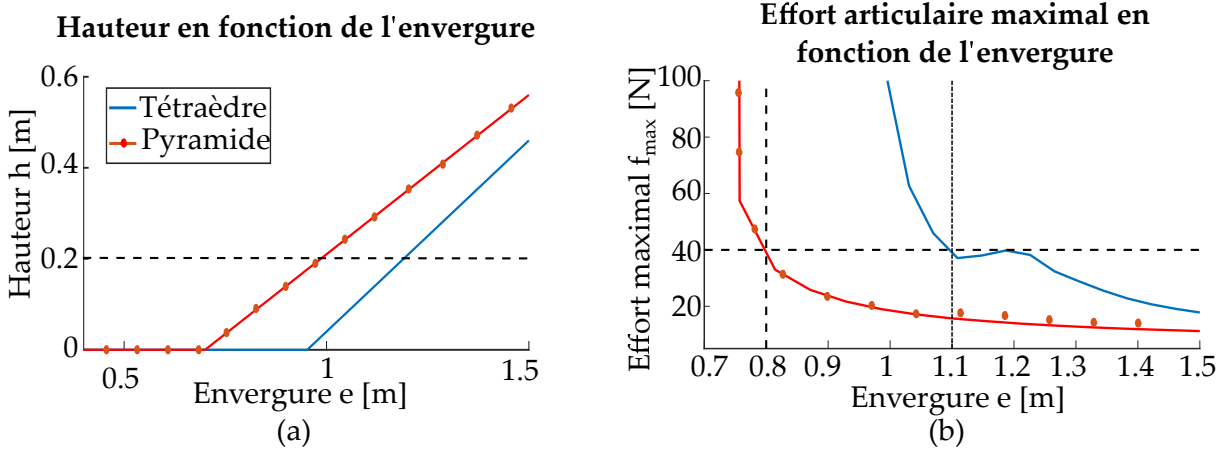 Hauteur en fonction de l'envergure
Hauteur h [m]
0.6
0.4
0.2
0
Tétraèdre
Pyramide
0.5
1
1.5
Envergure e [m]
(a)
Effort articulaire maximal en
fonction de l'envergure
Effort maximal f_max [N]
100
80
60
40
20
0.7
0.8
0.9
1
1.1
1.2
1.3
1.4
1.5
Envergure e [m]
(b)